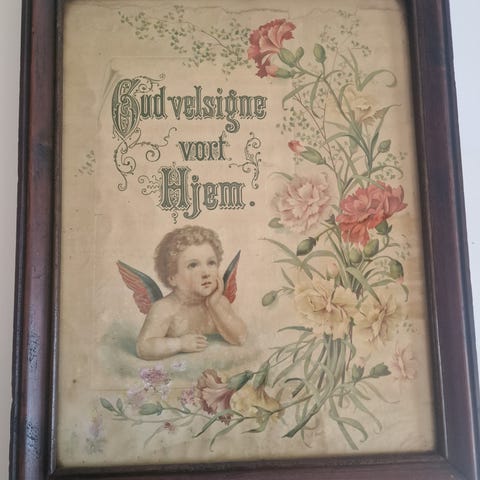 Gud velsigne
vort
Hjem.